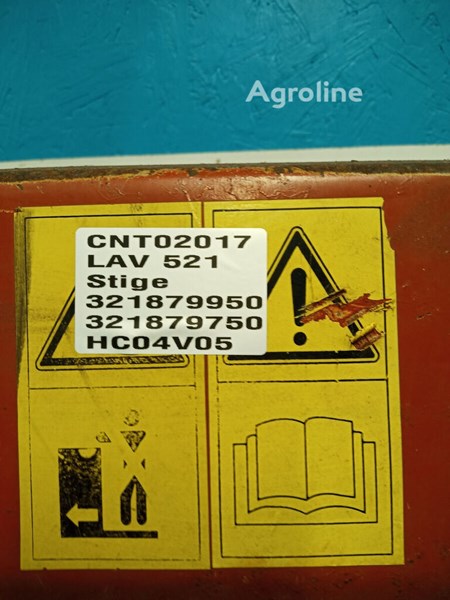 Agroline
CNT02017
LAV 521
Stige
321879950
321879750
HC04V05